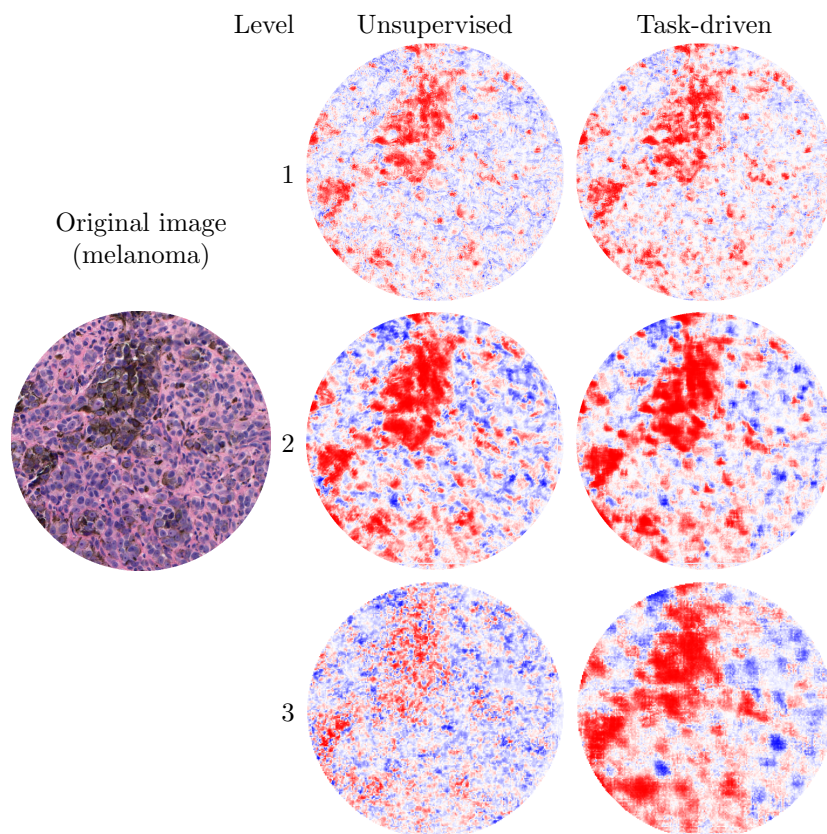 Level Unsupervised Task-driven
1
Original image
(melanoma)
2
3